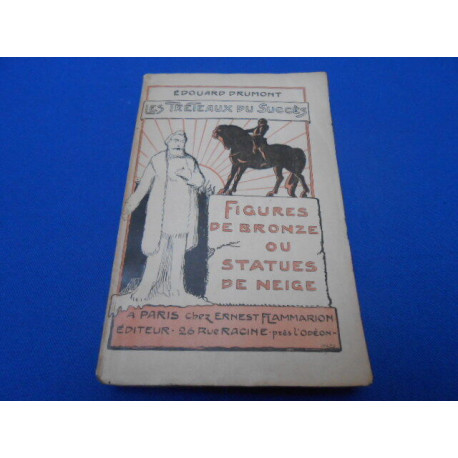 ÉDOUARD DRUMONT
LES TRÉTEAUX DU SUCCÈS
FIGURES
DE BRONZE
OU
STATUES
DE NEIGE
A PARIS chez ERNEST FLAMMARION
ÉDITEUR - 26 RUE RACINE - près L'ODÉON -